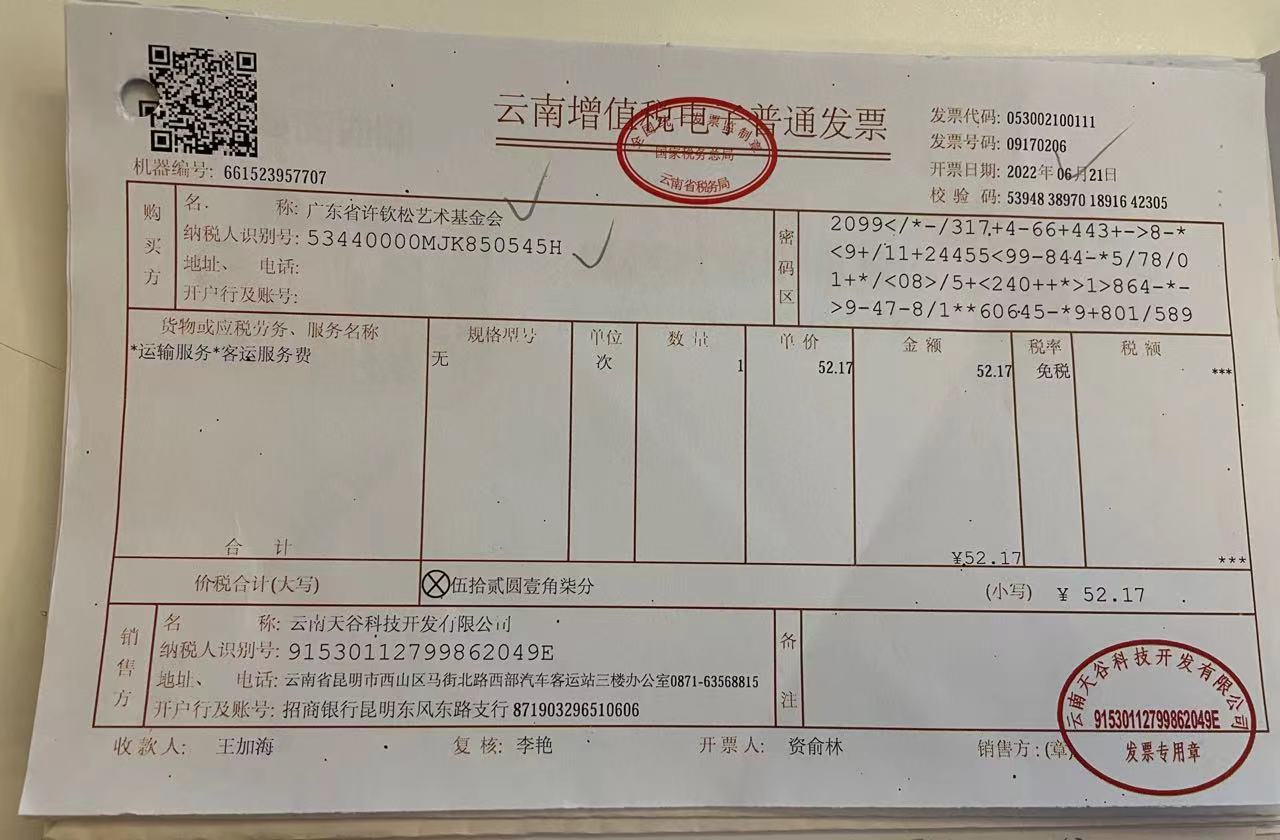 云南增值税电子普通发票
全国统一发票监制章
国家税务总局
云南省税务局
发票代码: 053002100111
发票号码: 09170206
开票日期: 2022年06月21日
校验码: 53948 38970 18916 42305
机器编号: 661523957707
购买方
名称: 广东省许钦松艺术基金会
纳税人识别号: 53440000MJK850545H
地址、电话:
开户行及账号:
密码区
2099</*-/317+4-66+443+->8-*
<9+/11+24455<99-844-*5/78/0
1+*/<08>/5+<240++*>1>864-*-
>9-47-8/1**60645-*9+801/589
货物或应税劳务、服务名称 规格型号 单位 数量 单价 金额 税率 税额
*运输服务*客运服务费 无 次 1 52.17 52.17 免税 ***
合计 ¥52.17 ***
价税合计(大写) ⊗伍拾贰圆壹角柒分 (小写) ¥ 52.17
销售方
名称: 云南天谷科技开发有限公司
纳税人识别号: 91530112799862049E
地址、电话: 云南省昆明市西山区马街北路西部汽车客运站三楼办公室0871-63568815
开户行及账号: 招商银行昆明东风东路支行 871903296510606
备注
收款人: 王加海 复核: 李艳 开票人: 资俞林 销售方: (章)
云南天谷科技开发有限公司
91530112799862049E
发票专用章